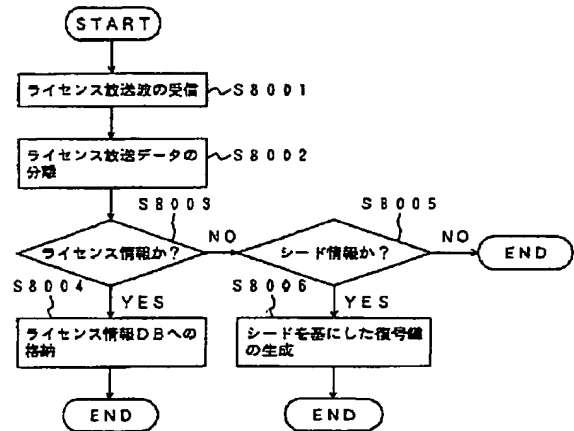 START
ライセンス放送波の受信
S8001
ライセンス放送データの
分離
S8002
S8003
ライセンス情報か?
NO
S8005
シード情報か?
NO
END
S8004
YES
ライセンス情報DBへの
格納
END
S8006
YES
シードを基にした復号鍵
の生成
END